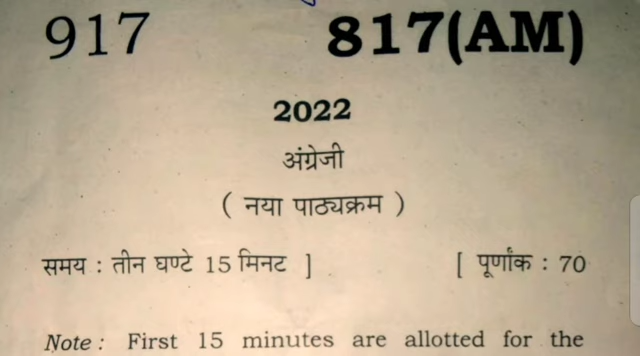 917 817(AM)
2022
अंग्रेजी
( नया पाठ्यक्रम )
समय : तीन घण्टे 15 मिनट ] [ पूर्णांक : 70
Note : First 15 minutes are allotted for the